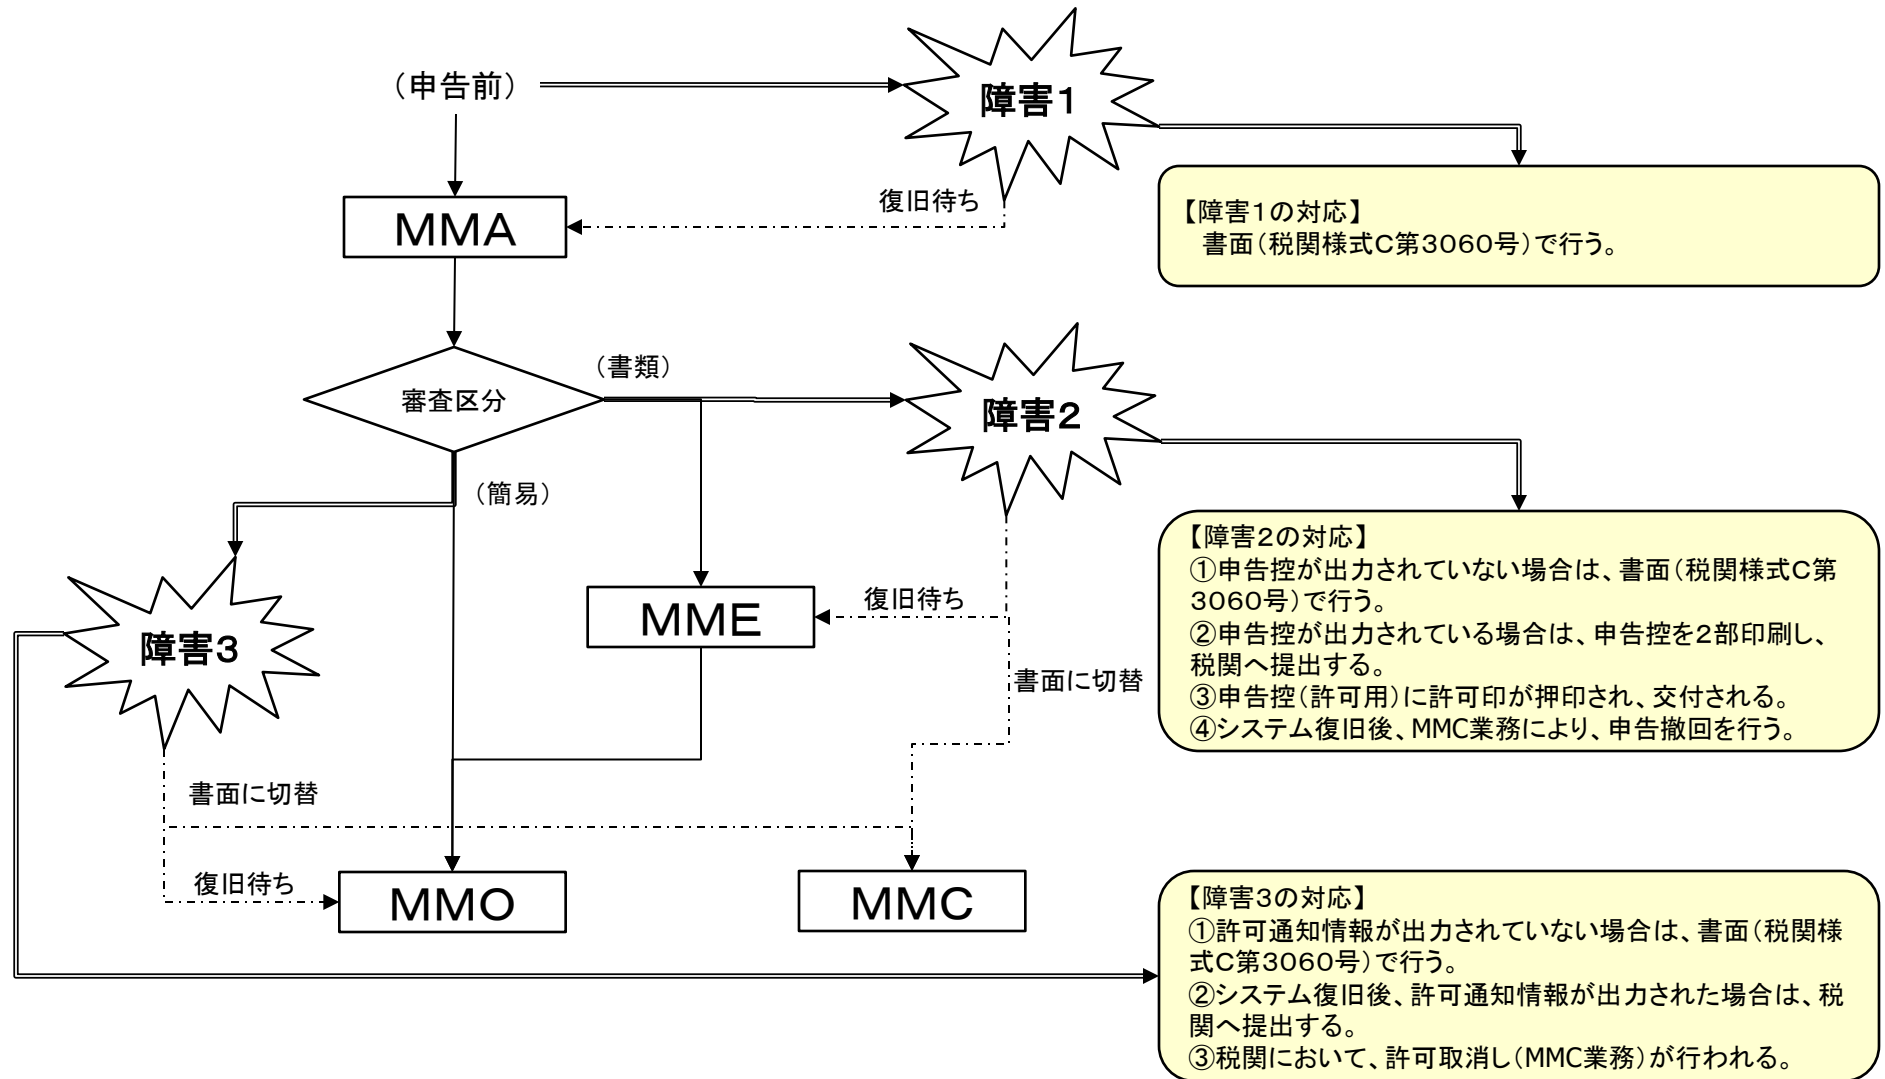 （申告前）
障害１
復旧待ち
MMA
【障害１の対応】
書面（税関様式C第3060号）で行う。
（書類）
審査区分
障害２
（簡易）
【障害２の対応】
①申告控が出力されていない場合は、書面（税関様式C第
3060号）で行う。
②申告控が出力されている場合は、申告控を２部印刷し、
税関へ提出する。
③申告控（許可用）に許可印が押印され、交付される。
④システム復旧後、MMC業務により、申告撤回を行う。
復旧待ち
MME
障害３
書面に切替
書面に切替
復旧待ち
MMO
MMC
【障害３の対応】
①許可通知情報が出力されていない場合は、書面（税関様
式C第3060号）で行う。
②システム復旧後、許可通知情報が出力された場合は、税
関へ提出する。
③税関において、許可取消し（MMC業務）が行われる。